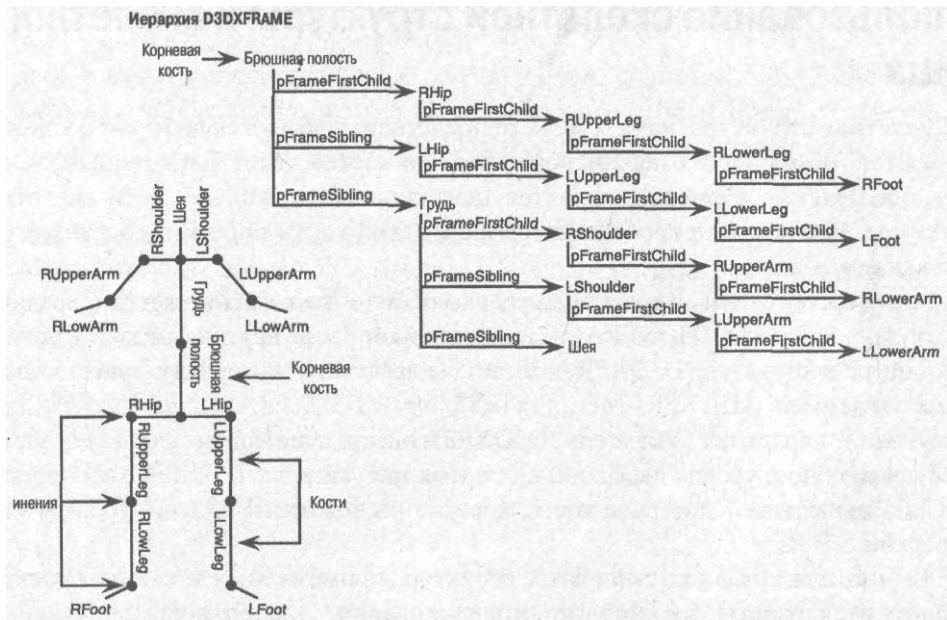 Иерархия D3DXFRAME
Корневая
кость
Брюшная полость
pFrameFirstChild
RHip
pFrameFirstChild
RUpperLeg
pFrameFirstChild
RLowerLeg
pFrameFirstChild
RFoot
pFrameSibling
LHip
pFrameFirstChild
LUpperLeg
pFrameFirstChild
LLowerLeg
pFrameFirstChild
LFoot
pFrameSibling
Грудь
pFrameFirstChild
RShoulder
pFrameFirstChild
RUpperArm
pFrameFirstChild
RLowerArm
pFrameSibling
LShoulder
pFrameFirstChild
LUpperArm
pFrameFirstChild
LLowerArm
pFrameSibling
Шея
RShoulder
Шея
LShoulder
RUpperArm
LUpperArm
Грудь
RLowArm
LLowArm
Брюшная
полость
Корневая
кость
RHip
LHip
RUpperLeg
LUpperLeg
инения
Кости
RLowLeg
LLowLeg
RFoot
LFoot